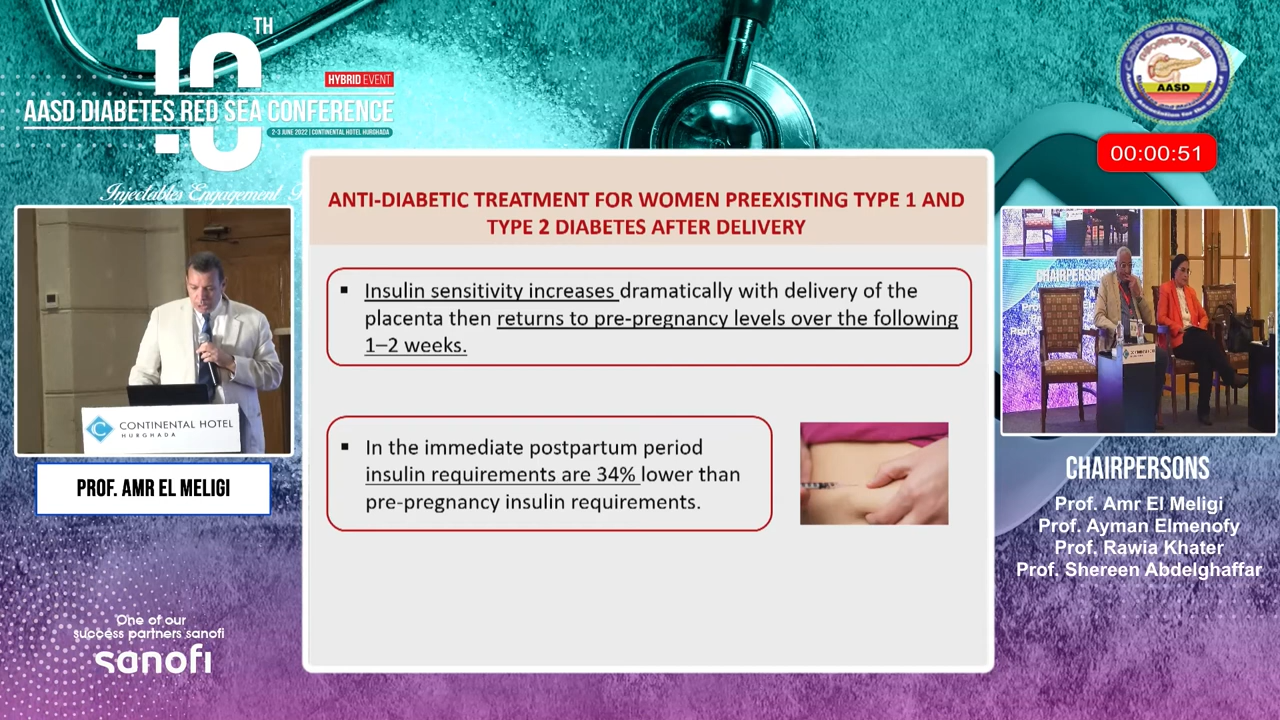 10TH
HYBRID EVENT
AASD DIABETES RED SEA CONFERENCE
2-3 JUNE 2022 | CONTINENTAL HOTEL HURGHADA
Injectables Engagement
AASD
00:00:51
ANTI-DIABETIC TREATMENT FOR WOMEN PREEXISTING TYPE 1 AND
TYPE 2 DIABETES AFTER DELIVERY
▪ Insulin sensitivity increases dramatically with delivery of the
placenta then returns to pre-pregnancy levels over the following
1–2 weeks.
▪ In the immediate postpartum period
insulin requirements are 34% lower than
pre-pregnancy insulin requirements.
CONTINENTAL HOTEL
HURGHADA
PROF. AMR EL MELIGI
CHAIRPERSON
CHAIRPERSONS
Prof. Amr El Meligi
Prof. Ayman Elmenofy
Prof. Rawia Khater
Prof. Shereen Abdelghaffar
One of our
success partners sanofi
sanofi